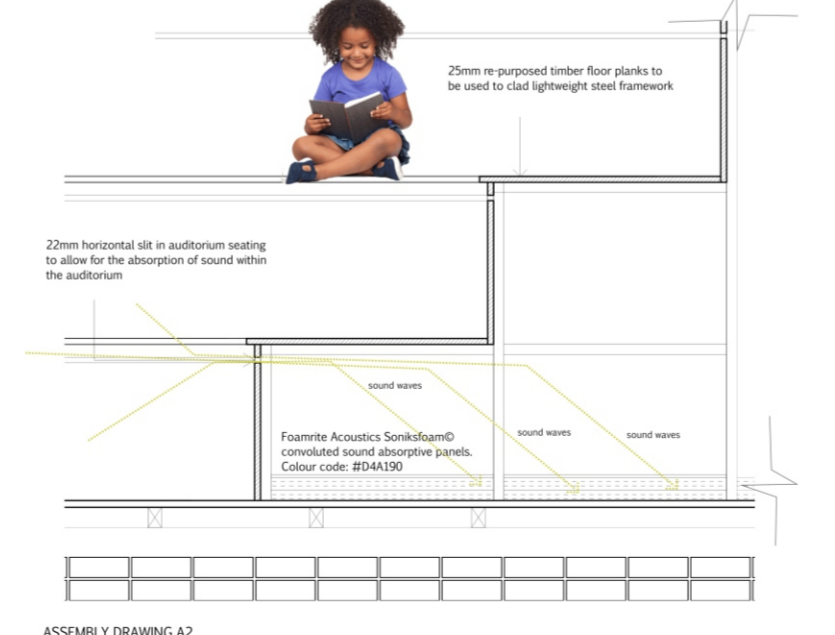 25mm re-purposed timber floor planks to
be used to clad lightweight steel framework
22mm horizontal slit in auditorium seating
to allow for the absorption of sound within
the auditorium
sound waves
sound waves
sound waves
Foamrite Acoustics Soniksfoam©
convoluted sound absorptive panels.
Colour code: #D4A190
ASSEMBLY DRAWING A2